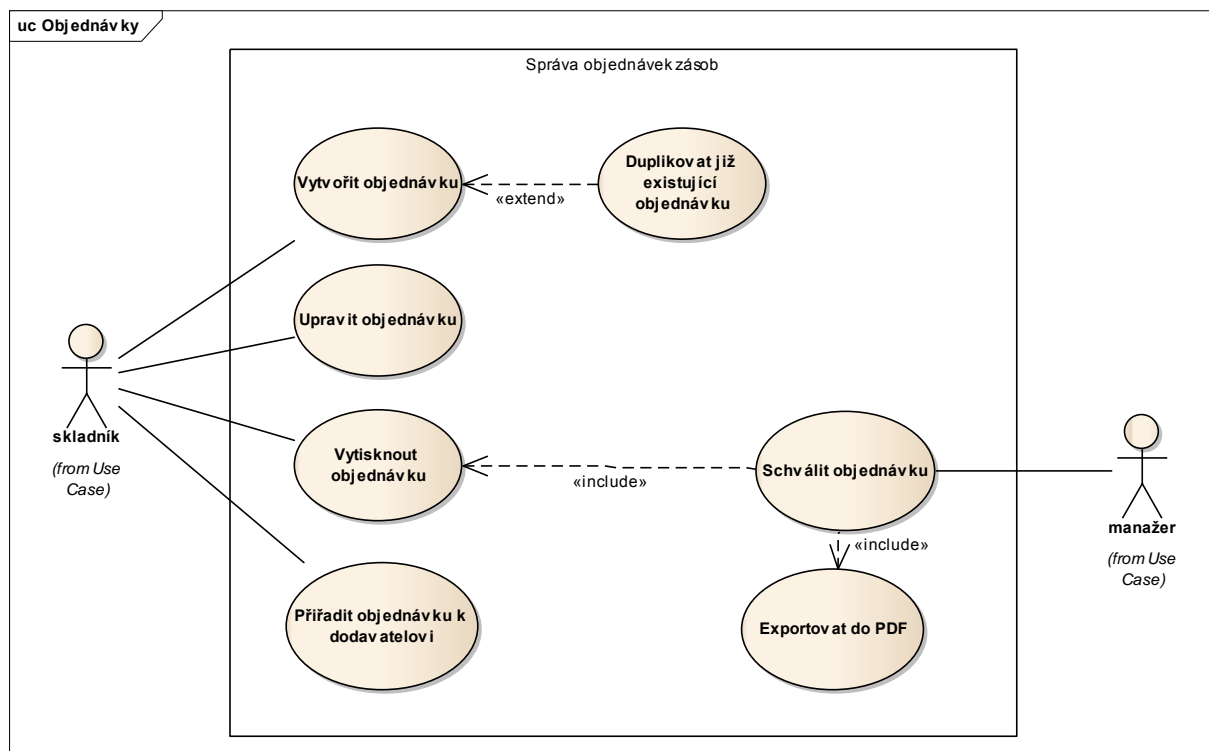 uc Objednávky
Správa objednávek zásob
Vytvořit objednávku
Duplikovat již
existující
objednávku
«extend»
Upravit objednávku
skladník
(from Use
Case)
Vytisknout
objednávku
«include»
Schválit objednávku
manažer
(from Use
Case)
«include»
Přiřadit objednávku k
dodavatelovi
Exportovat do PDF